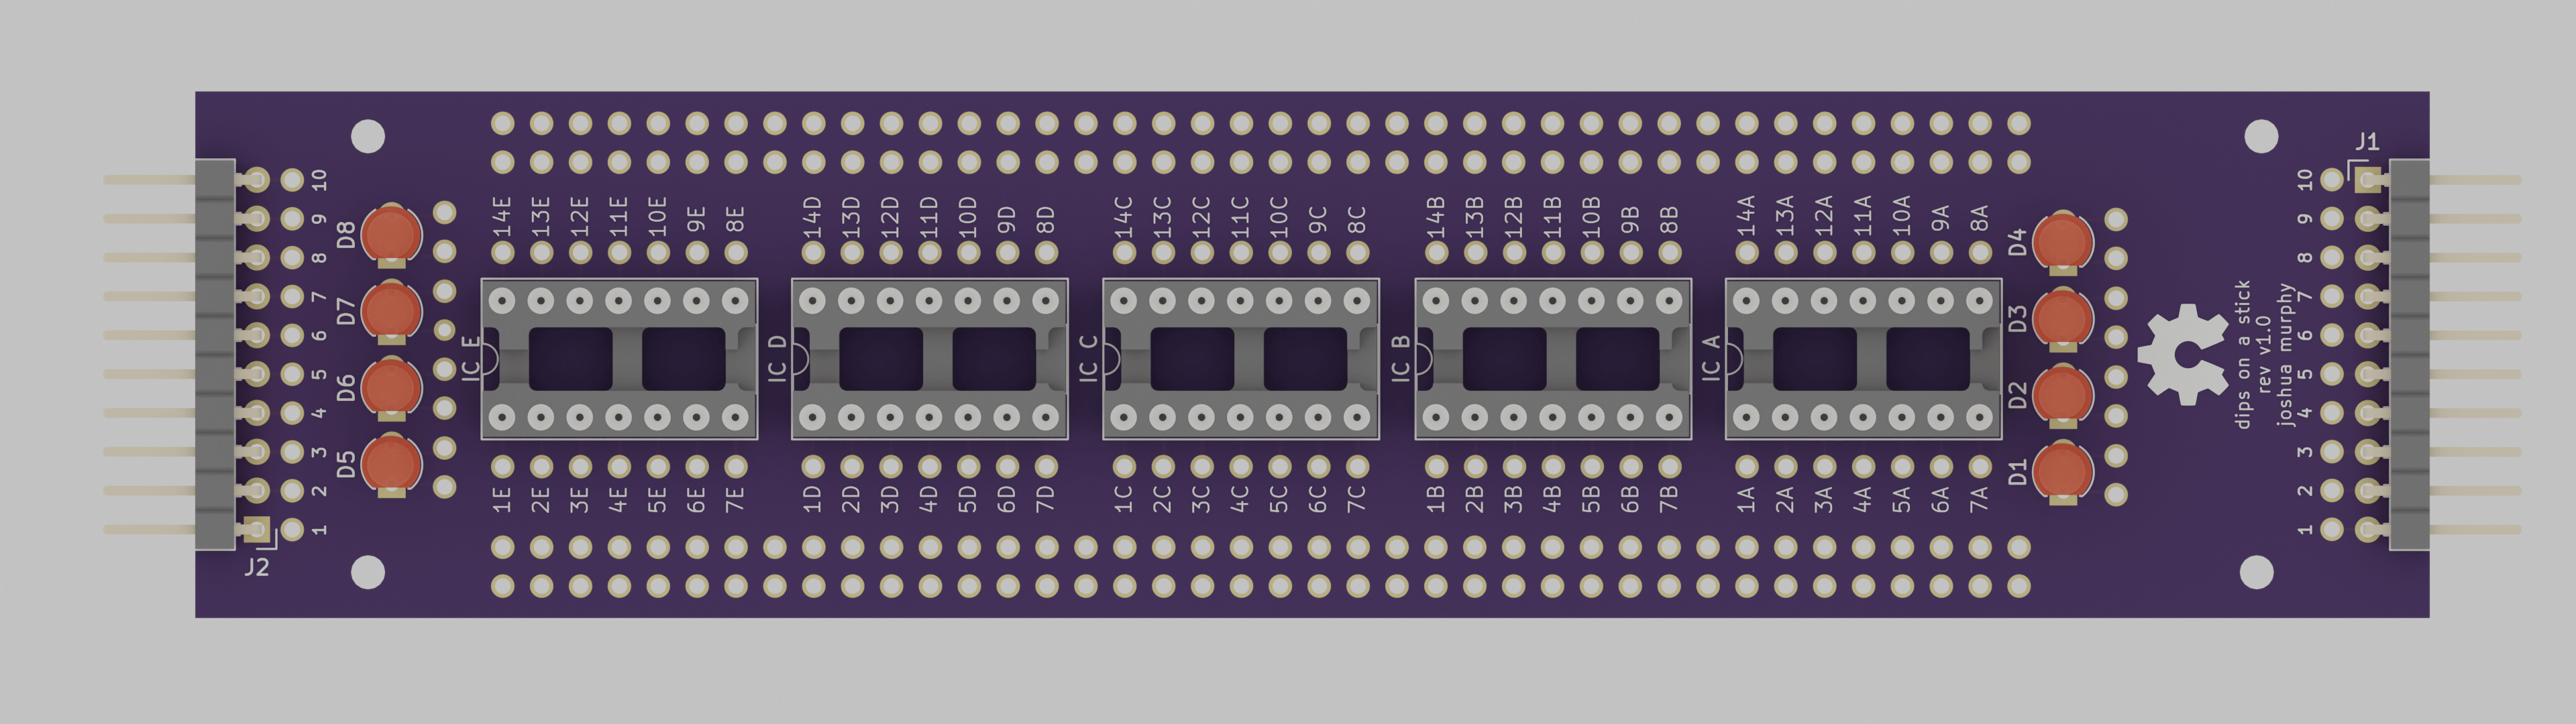 J1
J2
10
9
8
7
6
5
4
3
2
1
D8
D7
D6
D5
14E 13E 12E 11E 10E 9E 8E
14D 13D 12D 11D 10D 9D 8D
14C 13C 12C 11C 10C 9C 8C
14B 13B 12B 11B 10B 9B 8B
14A 13A 12A 11A 10A 9A 8A
IC E
IC D
IC C
IC B
IC A
1E 2E 3E 4E 5E 6E 7E
1D 2D 3D 4D 5D 6D 7D
1C 2C 3C 4C 5C 6C 7C
1B 2B 3B 4B 5B 6B 7B
1A 2A 3A 4A 5A 6A 7A
D4
D3
D2
D1
dips on a stick
rev v1.0
joshua murphy
10
9
8
7
6
5
4
3
2
1